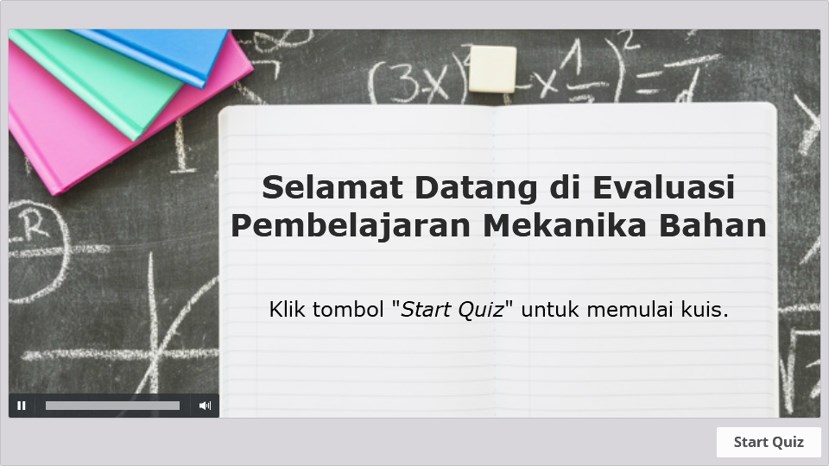 Selamat Datang di Evaluasi
Pembelajaran Mekanika Bahan
Klik tombol "Start Quiz" untuk memulai kuis.
Start Quiz